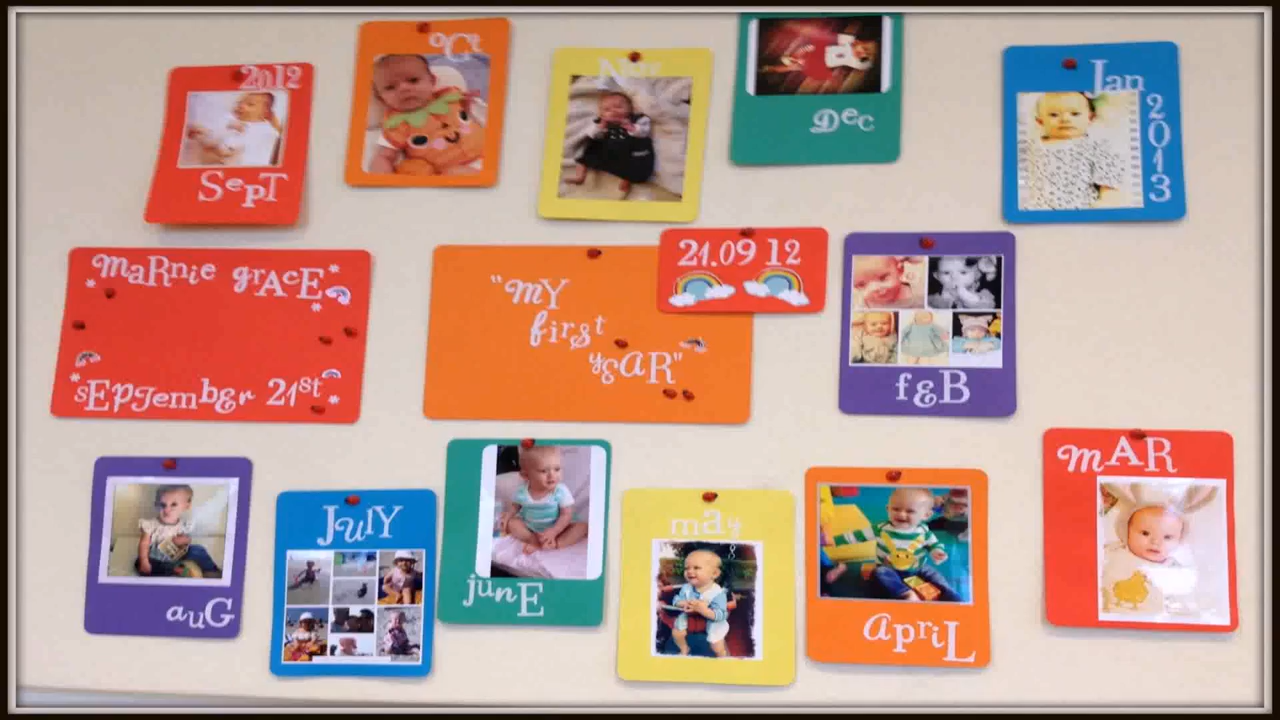 2012
Sept
Oct
Nov
Dec
Jan
2013
marnie grACE
sEPTember 21st
"mY
first
yEAR"
21.09 12
fEB
mAR
apriL
may
junE
JulY
auG